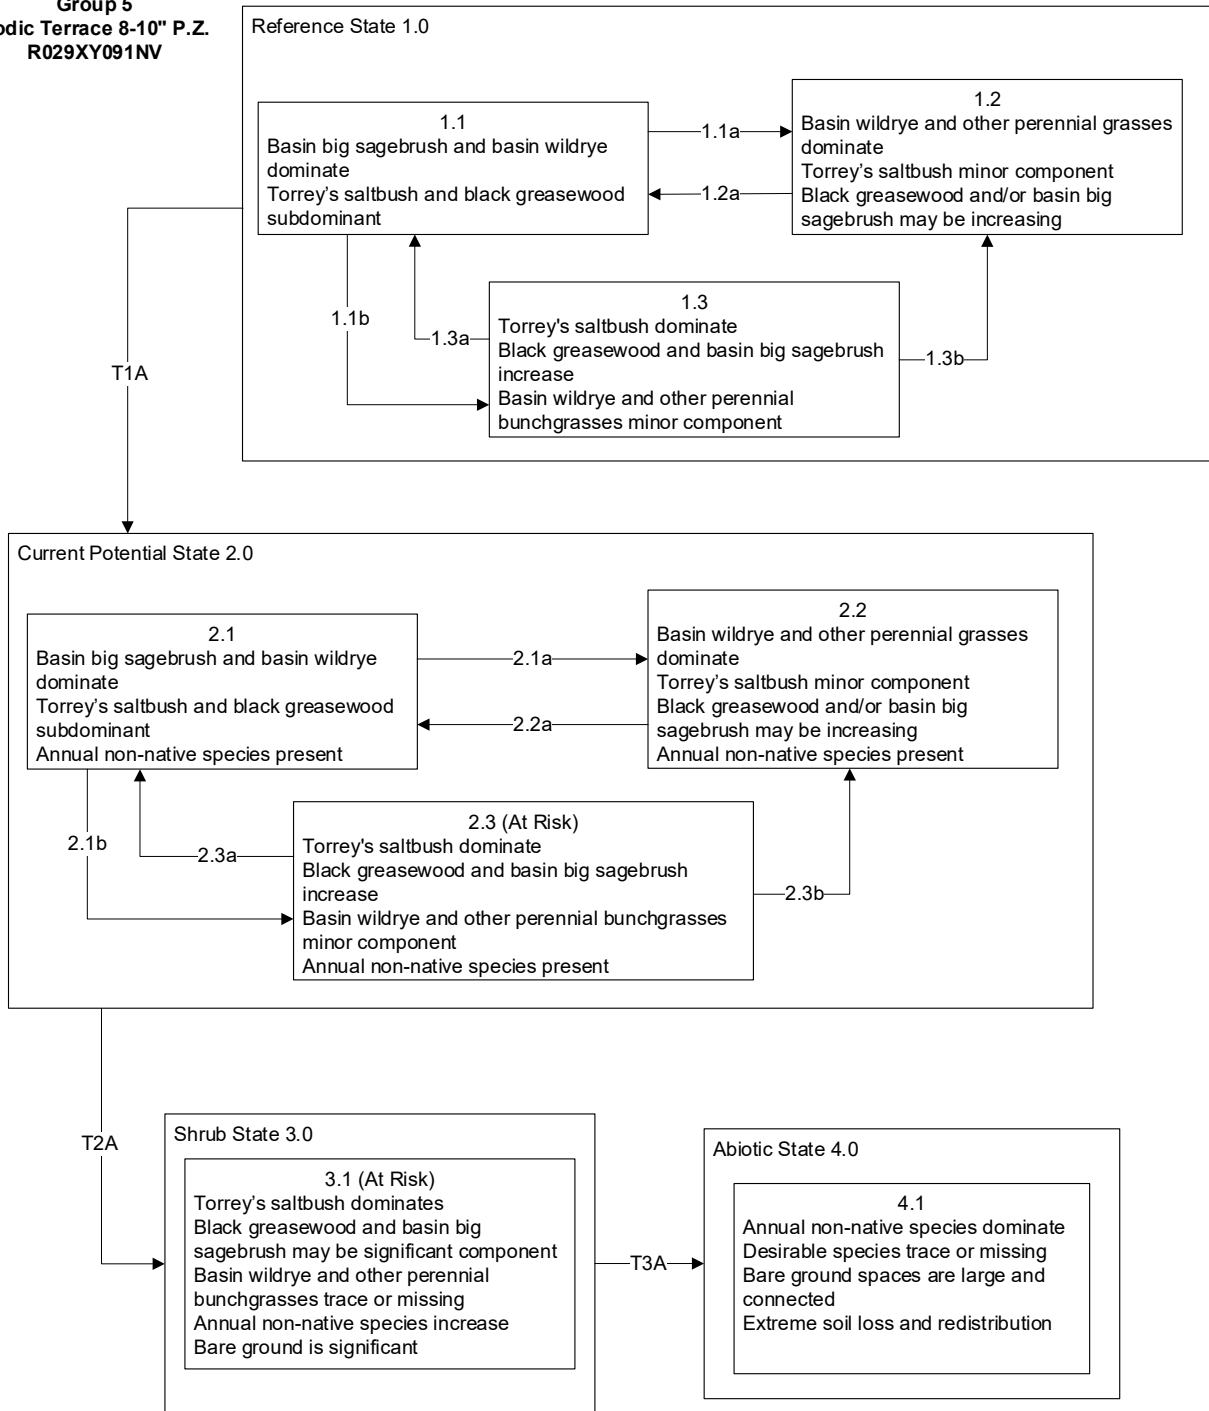 Group 5
Terrace 8-10" P.Z.
R029XY091NV
Reference State 1.0
1.1
Basin big sagebrush and basin wildrye
dominate
Torrey's saltbush and black greasewood
subdominant
1.1a
1.2a
1.2
Basin wildrye and other perennial grasses
dominate
Torrey's saltbush minor component
Black greasewood and/or basin big
sagebrush may be increasing
1.1b
1.3a
1.3
Torrey's saltbush dominate
Black greasewood and basin big sagebrush
increase
Basin wildrye and other perennial
bunchgrasses minor component
1.3b
T1A
Current Potential State 2.0
2.1
Basin big sagebrush and basin wildrye
dominate
Torrey's saltbush and black greasewood
subdominant
Annual non-native species present
2.1a
2.2a
2.2
Basin wildrye and other perennial grasses
dominate
Torrey's saltbush minor component
Black greasewood and/or basin big
sagebrush may be increasing
Annual non-native species present
2.1b
2.3a
2.3 (At Risk)
Torrey's saltbush dominate
Black greasewood and basin big sagebrush
increase
Basin wildrye and other perennial bunchgrasses
minor component
Annual non-native species present
2.3b
T2A
Shrub State 3.0
3.1 (At Risk)
Torrey's saltbush dominates
Black greasewood and basin big
sagebrush may be significant component
Basin wildrye and other perennial
bunchgrasses trace or missing
Annual non-native species increase
Bare ground is significant
T3A
Abiotic State 4.0
4.1
Annual non-native species dominate
Desirable species trace or missing
Bare ground spaces are large and
connected
Extreme soil loss and redistribution